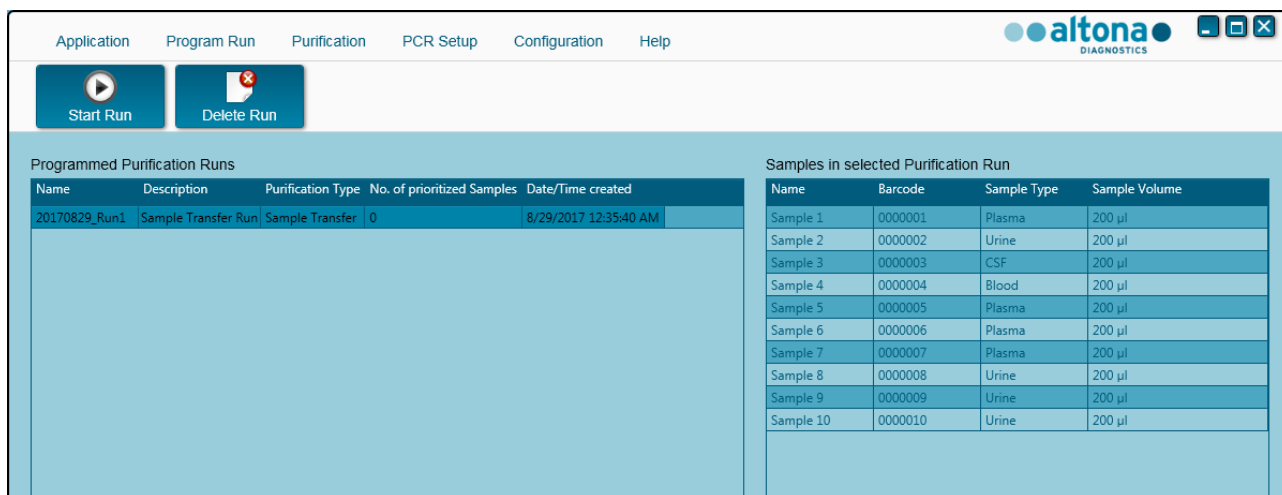 Application Program Run Purification PCR Setup Configuration Help
altona
DIAGNOSTICS
Start Run Delete Run
Programmed Purification Runs
Name Description Purification Type No. of prioritized Samples Date/Time created
20170829_Run1 Sample Transfer Run Sample Transfer 0 8/29/2017 12:35:40 AM
Samples in selected Purification Run
Name Barcode Sample Type Sample Volume
Sample 1 0000001 Plasma 200 µl
Sample 2 0000002 Urine 200 µl
Sample 3 0000003 CSF 200 µl
Sample 4 0000004 Blood 200 µl
Sample 5 0000005 Plasma 200 µl
Sample 6 0000006 Plasma 200 µl
Sample 7 0000007 Plasma 200 µl
Sample 8 0000008 Urine 200 µl
Sample 9 0000009 Urine 200 µl
Sample 10 0000010 Urine 200 µl